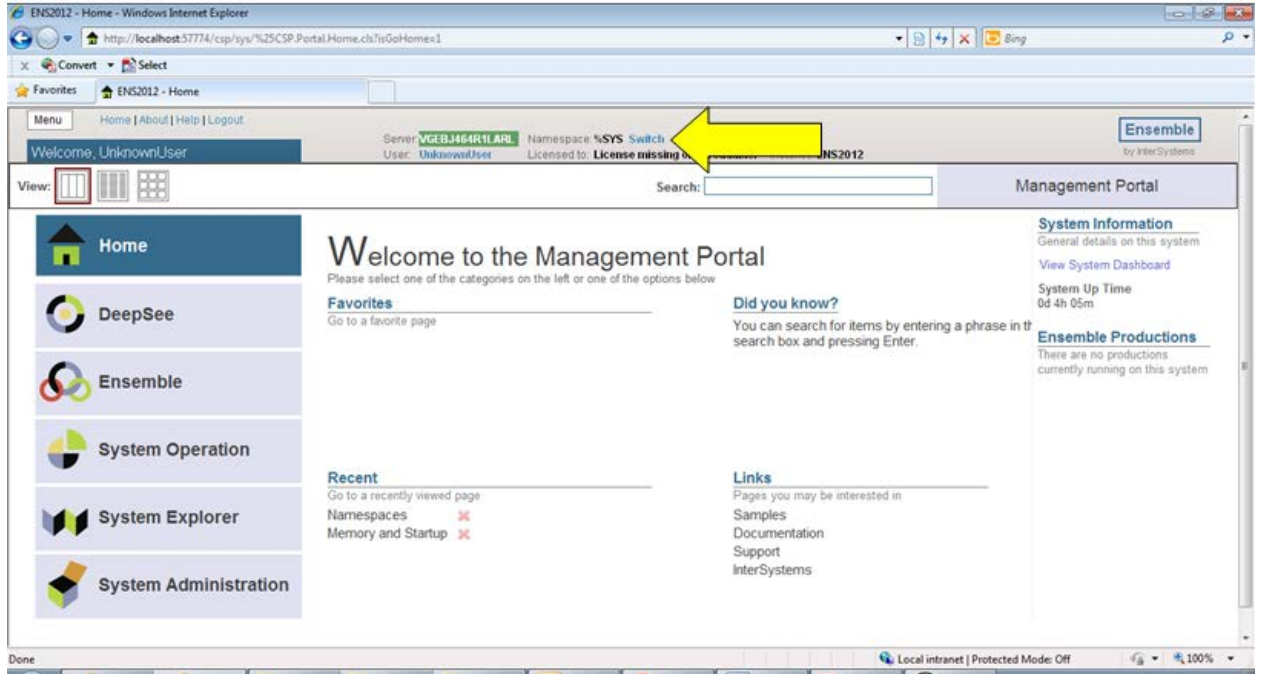 ENS2012 - Home - Windows Internet Explorer
http://localhost:57774/csp/sys/%25CSP.Portal.Home.cls?isGoHome=1
Bing
x Convert Select
Favorites ENS2012 - Home
Menu Home | About | Help | Logout
Server: VGEBJ464R1LARL Namespace: %SYS Switch
Ensemble
Welcome, UnknownUser
User: UnknownUser Licensed to: License missing ENS2012
by InterSystems
View: Search: Management Portal
Home
DeepSee
Ensemble
System Operation
System Explorer
System Administration
Welcome to the Management Portal
Please select one of the categories on the left or one of the options below
Favorites
Go to a favorite page
Did you know?
You can search for items by entering a phrase in th
search box and pressing Enter.
Recent
Go to a recently viewed page
Namespaces
Memory and Startup
Links
Pages you may be interested in
Samples
Documentation
Support
InterSystems
System Information
General details on this system
View System Dashboard
System Up Time
0d 4h 05m
Ensemble Productions
There are no productions
currently running on this system
Done Local intranet | Protected Mode: Off 100%